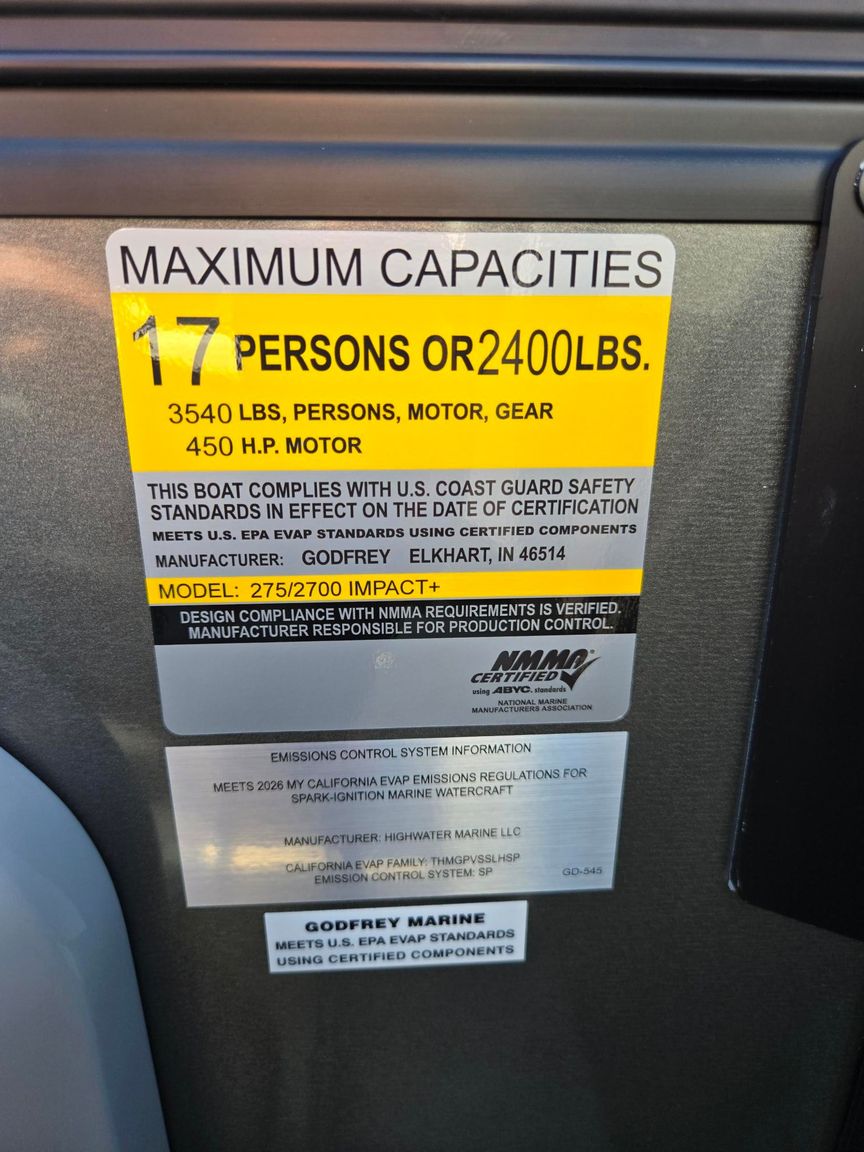 MAXIMUM CAPACITIES
17 PERSONS OR 2400 LBS.
3540 LBS, PERSONS, MOTOR, GEAR
450 H.P. MOTOR
THIS BOAT COMPLIES WITH U.S. COAST GUARD SAFETY
STANDARDS IN EFFECT ON THE DATE OF CERTIFICATION
MEETS U.S. EPA EVAP STANDARDS USING CERTIFIED COMPONENTS
MANUFACTURER: GODFREY ELKHART, IN 46514
MODEL: 275/2700 IMPACT+
DESIGN COMPLIANCE WITH NMMA REQUIREMENTS IS VERIFIED.
MANUFACTURER RESPONSIBLE FOR PRODUCTION CONTROL.
NMMA®
CERTIFIED
using ABYC. standards
NATIONAL MARINE
MANUFACTURERS ASSOCIATION
EMISSIONS CONTROL SYSTEM INFORMATION
MEETS 2026 MY CALIFORNIA EVAP EMISSIONS REGULATIONS FOR
SPARK-IGNITION MARINE WATERCRAFT
MANUFACTURER: HIGHWATER MARINE LLC
CALIFORNIA EVAP FAMILY: THMGPVSSLHSP
EMISSION CONTROL SYSTEM: SP
GD-545
GODFREY MARINE
MEETS U.S. EPA EVAP STANDARDS
USING CERTIFIED COMPONENTS